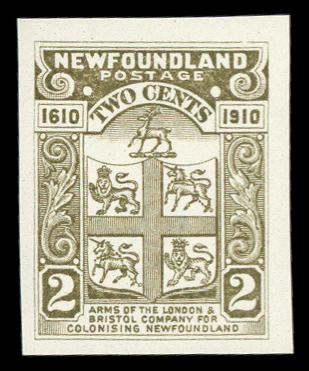 NEWFOUNDLAND
POSTAGE
TWO CENTS
1610 1910
2 2
ARMS OF THE LONDON &
BRISTOL COMPANY FOR
COLONISING NEWFOUNDLAND